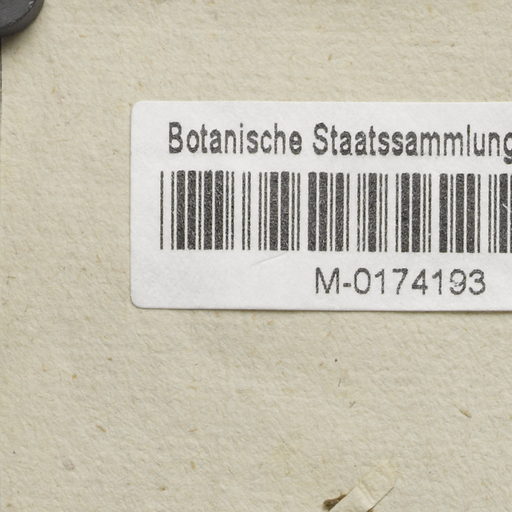 Botanische Staatssammlung
M-0174193